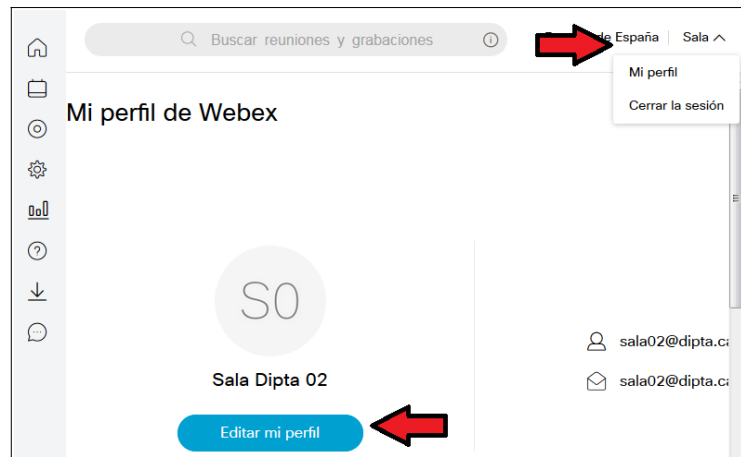 Buscar reuniones y grabaciones
de España
Sala
Mi perfil
Cerrar la sesión
Mi perfil de Webex
S0
Sala Dipta 02
Editar mi perfil
sala02@dipta.ca
sala02@dipta.ca